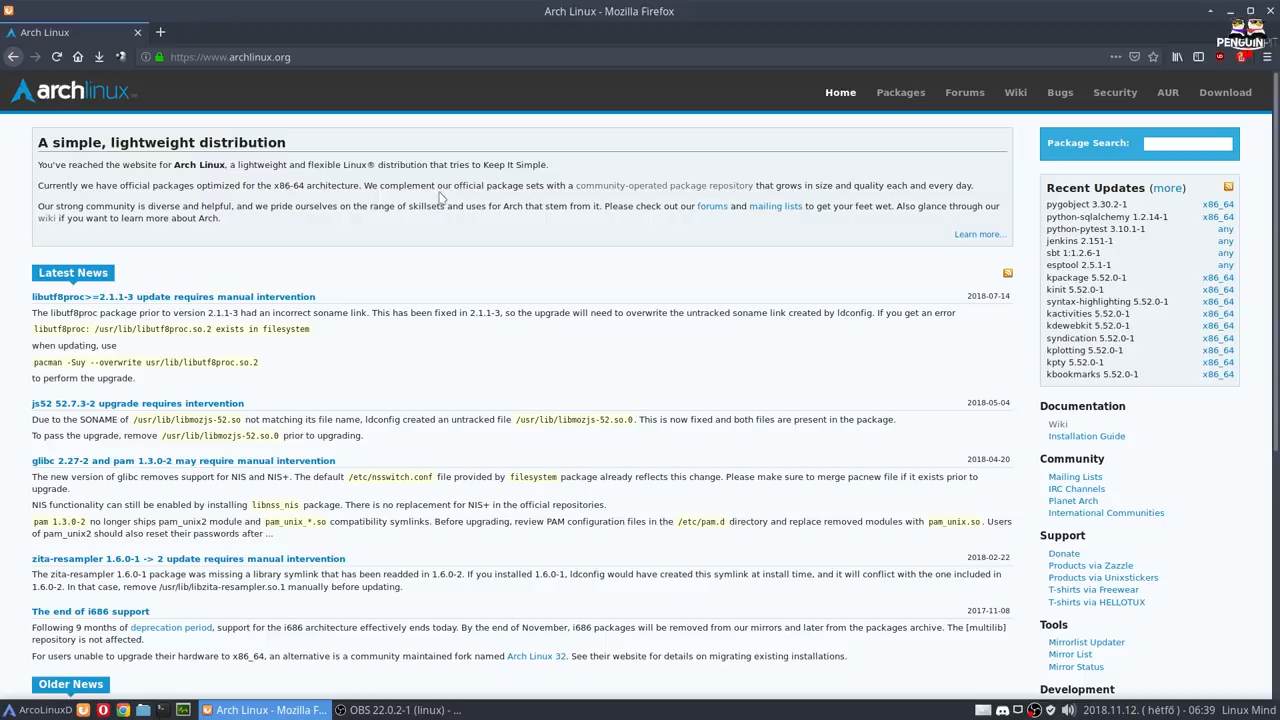 Arch Linux - Mozilla Firefox
Arch Linux
PENGUIN
https://www.archlinux.org
archlinux
Home Packages Forums Wiki Bugs Security AUR Download
A simple, lightweight distribution
You've reached the website for Arch Linux, a lightweight and flexible Linux® distribution that tries to Keep It Simple.
Currently we have official packages optimized for the x86-64 architecture. We complement our official package sets with a community-operated package repository that grows in size and quality each and every day.
Our strong community is diverse and helpful, and we pride ourselves on the range of skillsets and uses for Arch that stem from it. Please check out our forums and mailing lists to get your feet wet. Also glance through our
wiki if you want to learn more about Arch.
Learn more...
Latest News
libutf8proc>=2.1.1-3 update requires manual intervention 2018-07-14
The libutf8proc package prior to version 2.1.1-3 had an incorrect soname link. This has been fixed in 2.1.1-3, so the upgrade will need to overwrite the untracked soname link created by ldconfig. If you get an error
libutf8proc: /usr/lib/libutf8proc.so.2 exists in filesystem
when updating, use
pacman -Suy --overwrite usr/lib/libutf8proc.so.2
to perform the upgrade.
js52 52.7.3-2 upgrade requires intervention 2018-05-04
Due to the SONAME of /usr/lib/libmozjs-52.so not matching its file name, ldconfig created an untracked file /usr/lib/libmozjs-52.so.0. This is now fixed and both files are present in the package.
To pass the upgrade, remove /usr/lib/libmozjs-52.so.0 prior to upgrading.
glibc 2.27-2 and pam 1.3.0-2 may require manual intervention 2018-04-20
The new version of glibc removes support for NIS and NIS+. The default /etc/nsswitch.conf file provided by filesystem package already reflects this change. Please make sure to merge pacnew file if it exists prior to
upgrade.
NIS functionality can still be enabled by installing libnss_nis package. There is no replacement for NIS+ in the official repositories.
pam 1.3.0-2 no longer ships pam_unix2 module and pam_unix_*.so compatibility symlinks. Before upgrading, review PAM configuration files in the /etc/pam.d directory and replace removed modules with pam_unix.so. Users
of pam_unix2 should also reset their passwords after ...
zita-resampler 1.6.0-1 -> 2 update requires manual intervention 2018-02-22
The zita-resampler 1.6.0-1 package was missing a library symlink that has been readded in 1.6.0-2. If you installed 1.6.0-1, ldconfig would have created this symlink at install time, and it will conflict with the one included in
1.6.0-2. In that case, remove /usr/lib/libzita-resampler.so.1 manually before updating.
The end of i686 support 2017-11-08
Following 9 months of deprecation period, support for the i686 architecture effectively ends today. By the end of November, i686 packages will be removed from our mirrors and later from the packages archive. The [multilib]
repository is not affected.
For users unable to upgrade their hardware to x86_64, an alternative is a community maintained fork named Arch Linux 32. See their website for details on migrating existing installations.
Older News
Package Search:
Recent Updates (more)
pygobject 3.30.2-1 x86_64
python-sqlalchemy 1.2.14-1 x86_64
python-pytest 3.10.1-1 any
jenkins 2.151-1 any
sbt 1:1.2.6-1 any
esptool 2.5.1-1 any
kpackage 5.52.0-1 x86_64
kinit 5.52.0-1 x86_64
syntax-highlighting 5.52.0-1 x86_64
kactivities 5.52.0-1 x86_64
kdewebkit 5.52.0-1 x86_64
syndication 5.52.0-1 x86_64
kplotting 5.52.0-1 x86_64
kpty 5.52.0-1 x86_64
kbookmarks 5.52.0-1 x86_64
Documentation
Wiki
Installation Guide
Community
Mailing Lists
IRC Channels
Planet Arch
International Communities
Support
Donate
Products via Zazzle
Products via Unixstickers
T-shirts via Freewear
T-shirts via HELLOTUX
Tools
Mirrorlist Updater
Mirror List
Mirror Status
Development
ArcoLinuxD Arch Linux - Mozilla F... OBS 22.0.2-1 (linux) - ... 2018.11.12. ( hétfő ) - 06:39 Linux Mind